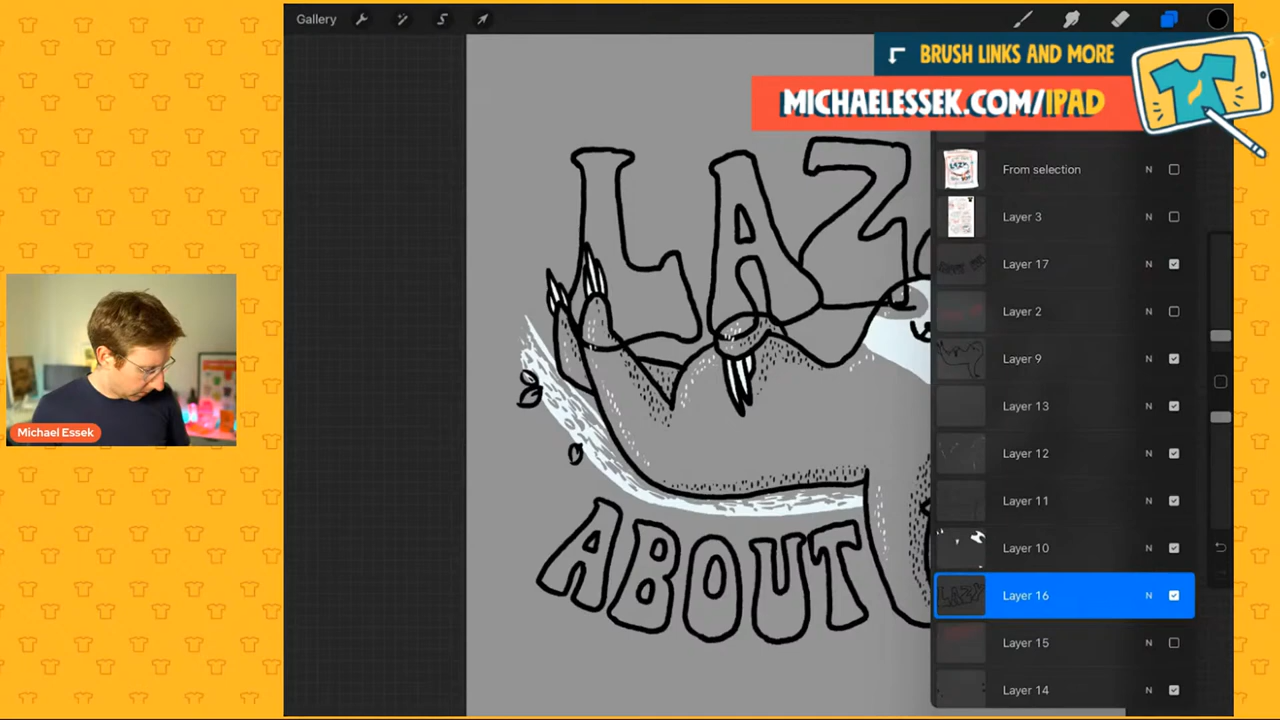 Gallery
BRUSH LINKS AND MORE
MICHAELESSEK.COM/IPAD
From selection N
Layer 3 N
Layer 17 N
Layer 2 N
Layer 9 N
Layer 13 N
Layer 12 N
Layer 11 N
Layer 10 N
Layer 16 N
Layer 15 N
Layer 14 N
LAZ
ABOUT
Michael Essek